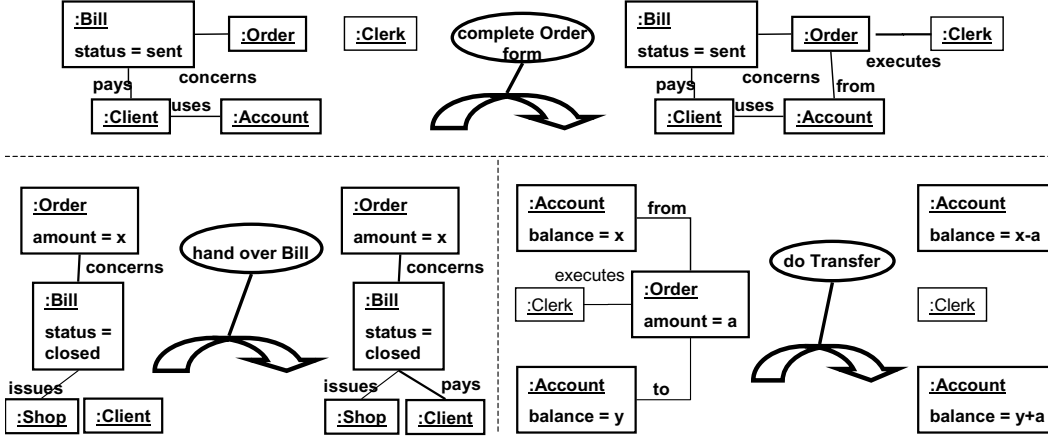 :Bill
status = sent
:Order
:Clerk
concerns
pays
uses
:Client
:Account
complete Order
form
:Bill
status = sent
:Order
:Clerk
executes
concerns
pays
from
uses
:Client
:Account
:Order
amount = x
concerns
:Bill
status =
closed
issues
:Shop
:Client
hand over Bill
:Order
amount = x
concerns
:Bill
status =
closed
issues
pays
:Shop
:Client
:Account
balance = x
from
executes
:Clerk
:Order
amount = a
:Account
balance = y
to
do Transfer
:Account
balance = x-a
:Clerk
:Account
balance = y+a